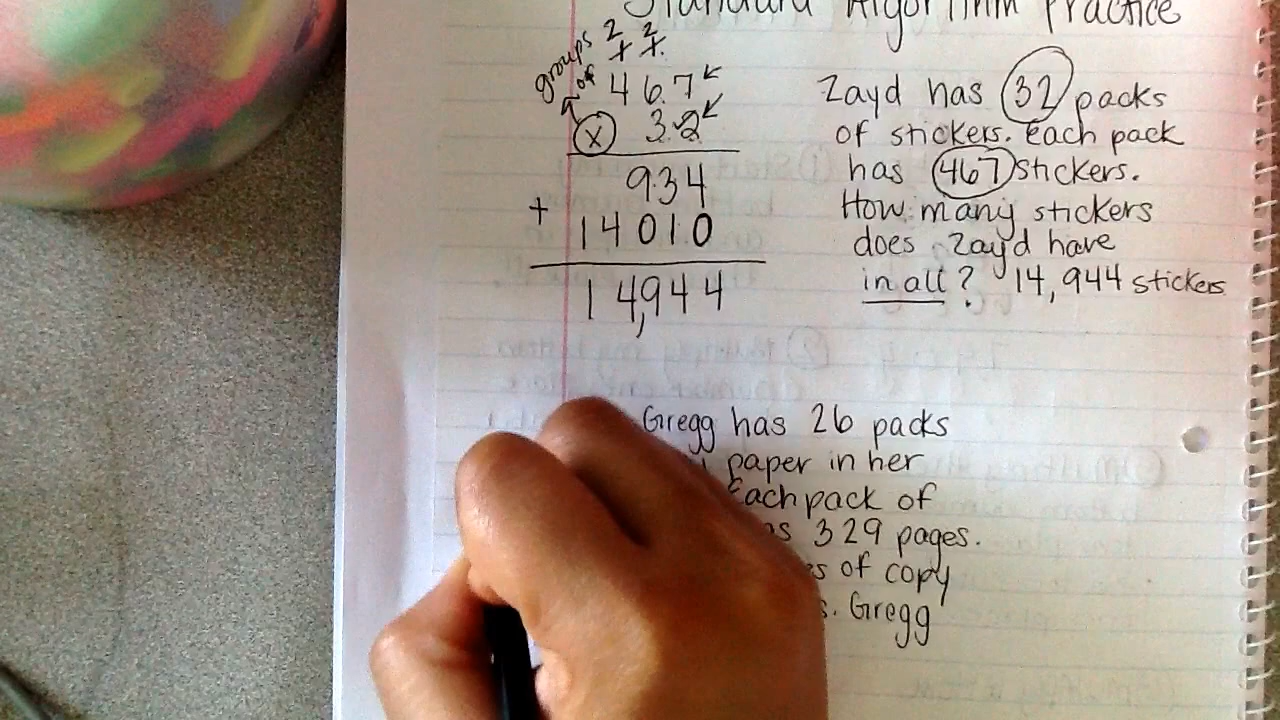 Standard Algorithm Practice
groups of
2 2
1 1
467
x 32
934
+ 14010
14,944
Zayd has 32 packs
of stickers. Each pack
has 467 stickers.
How many stickers
does Zayd have
in all? 14,944 stickers
Gregg has 26 packs
paper in her
Each pack of
329 pages.
of copy
Gregg